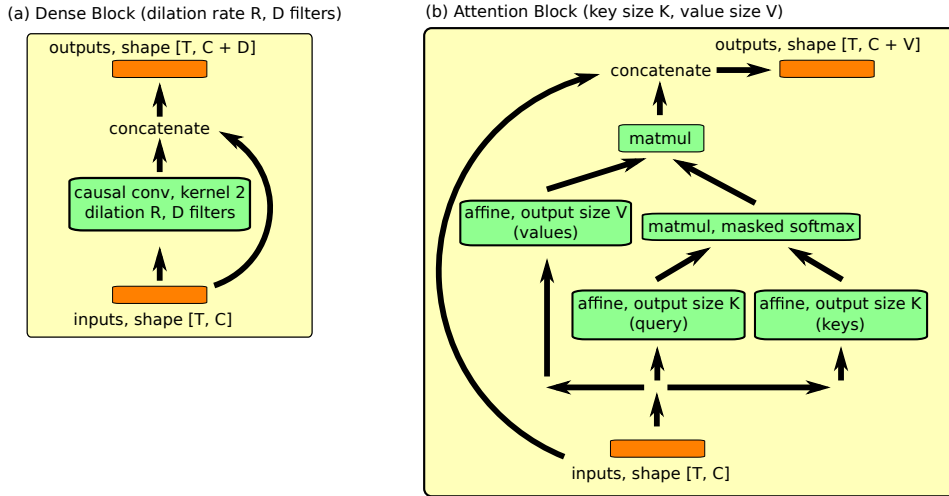 (a) Dense Block (dilation rate R, D filters)
outputs, shape [T, C + D]
concatenate
causal conv, kernel 2
dilation R, D filters
inputs, shape [T, C]
(b) Attention Block (key size K, value size V)
outputs, shape [T, C + V]
concatenate
matmul
affine, output size V
(values)
matmul, masked softmax
affine, output size K
(query)
affine, output size K
(keys)
inputs, shape [T, C]